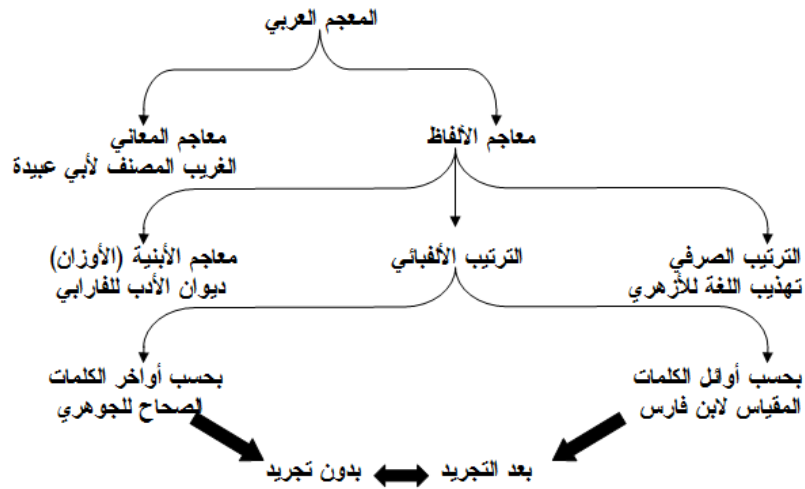 المعجم العربي
معاجم الألفاظ
معاجم المعاني
الغريب المصنف لأبي عبيدة
الترتيب الصرفي
تهذيب اللغة للأزهري
الترتيب الألفبائي
معاجم الأبنية (الأوزان)
ديوان الأدب للفارابي
بحسب أوائل الكلمات
المقياس لابن فارس
بحسب أواخر الكلمات
الصحاح للجوهري
بعد التجريد
بدون تجريد